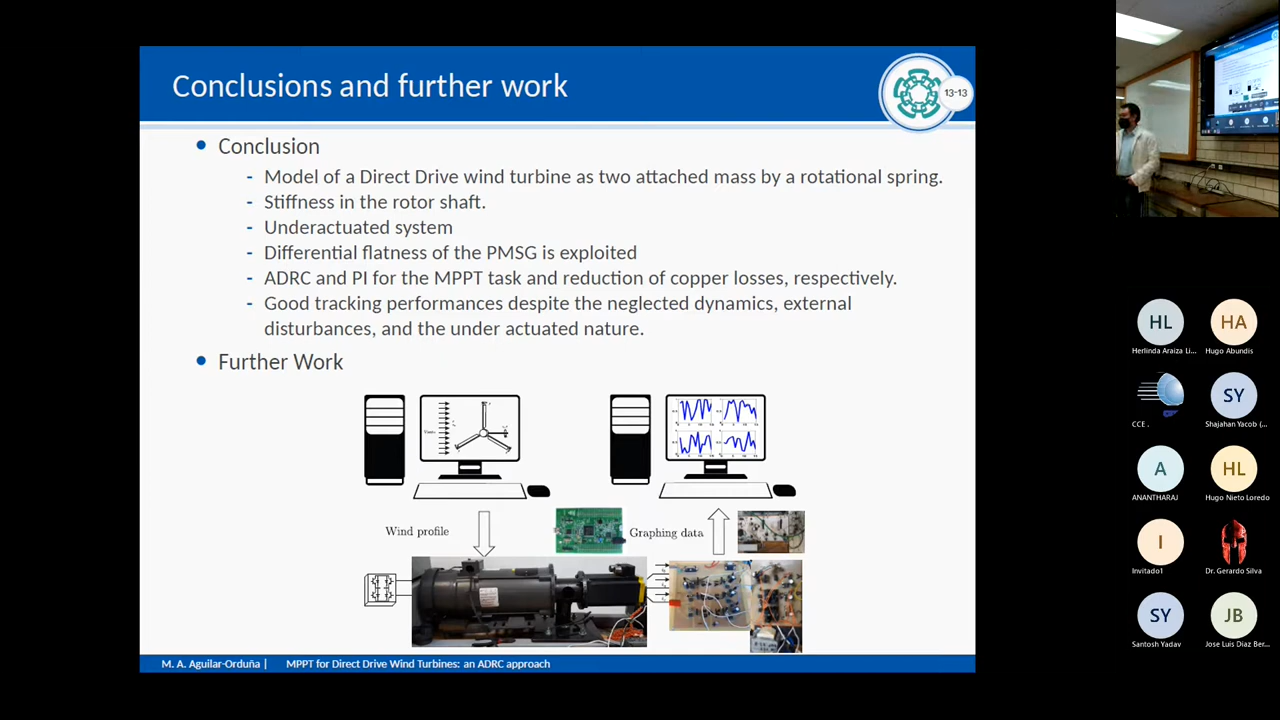 Conclusions and further work
13-13
Conclusion
- Model of a Direct Drive wind turbine as two attached mass by a rotational spring.
- Stiffness in the rotor shaft.
- Underactuated system
- Differential flatness of the PMSG is exploited
- ADRC and PI for the MPPT task and reduction of copper losses, respectively.
- Good tracking performances despite the neglected dynamics, external
disturbances, and the under actuated nature.
Further Work
Wind profile
Graphing data
M. A. Aguilar-Orduña |
MPPT for Direct Drive Wind Turbines: an ADRC approach
HL
HA
Herlinda Araiza Li...
Hugo Abundis
SY
CCE .
Shajahan Yacob (...
A
HL
ANANTHARAJ
Hugo Nieto Loredo
I
Invitado1
Dr. Gerardo Silva
SY
JB
Santosh Yadav
Jose Luis Diaz Ber...